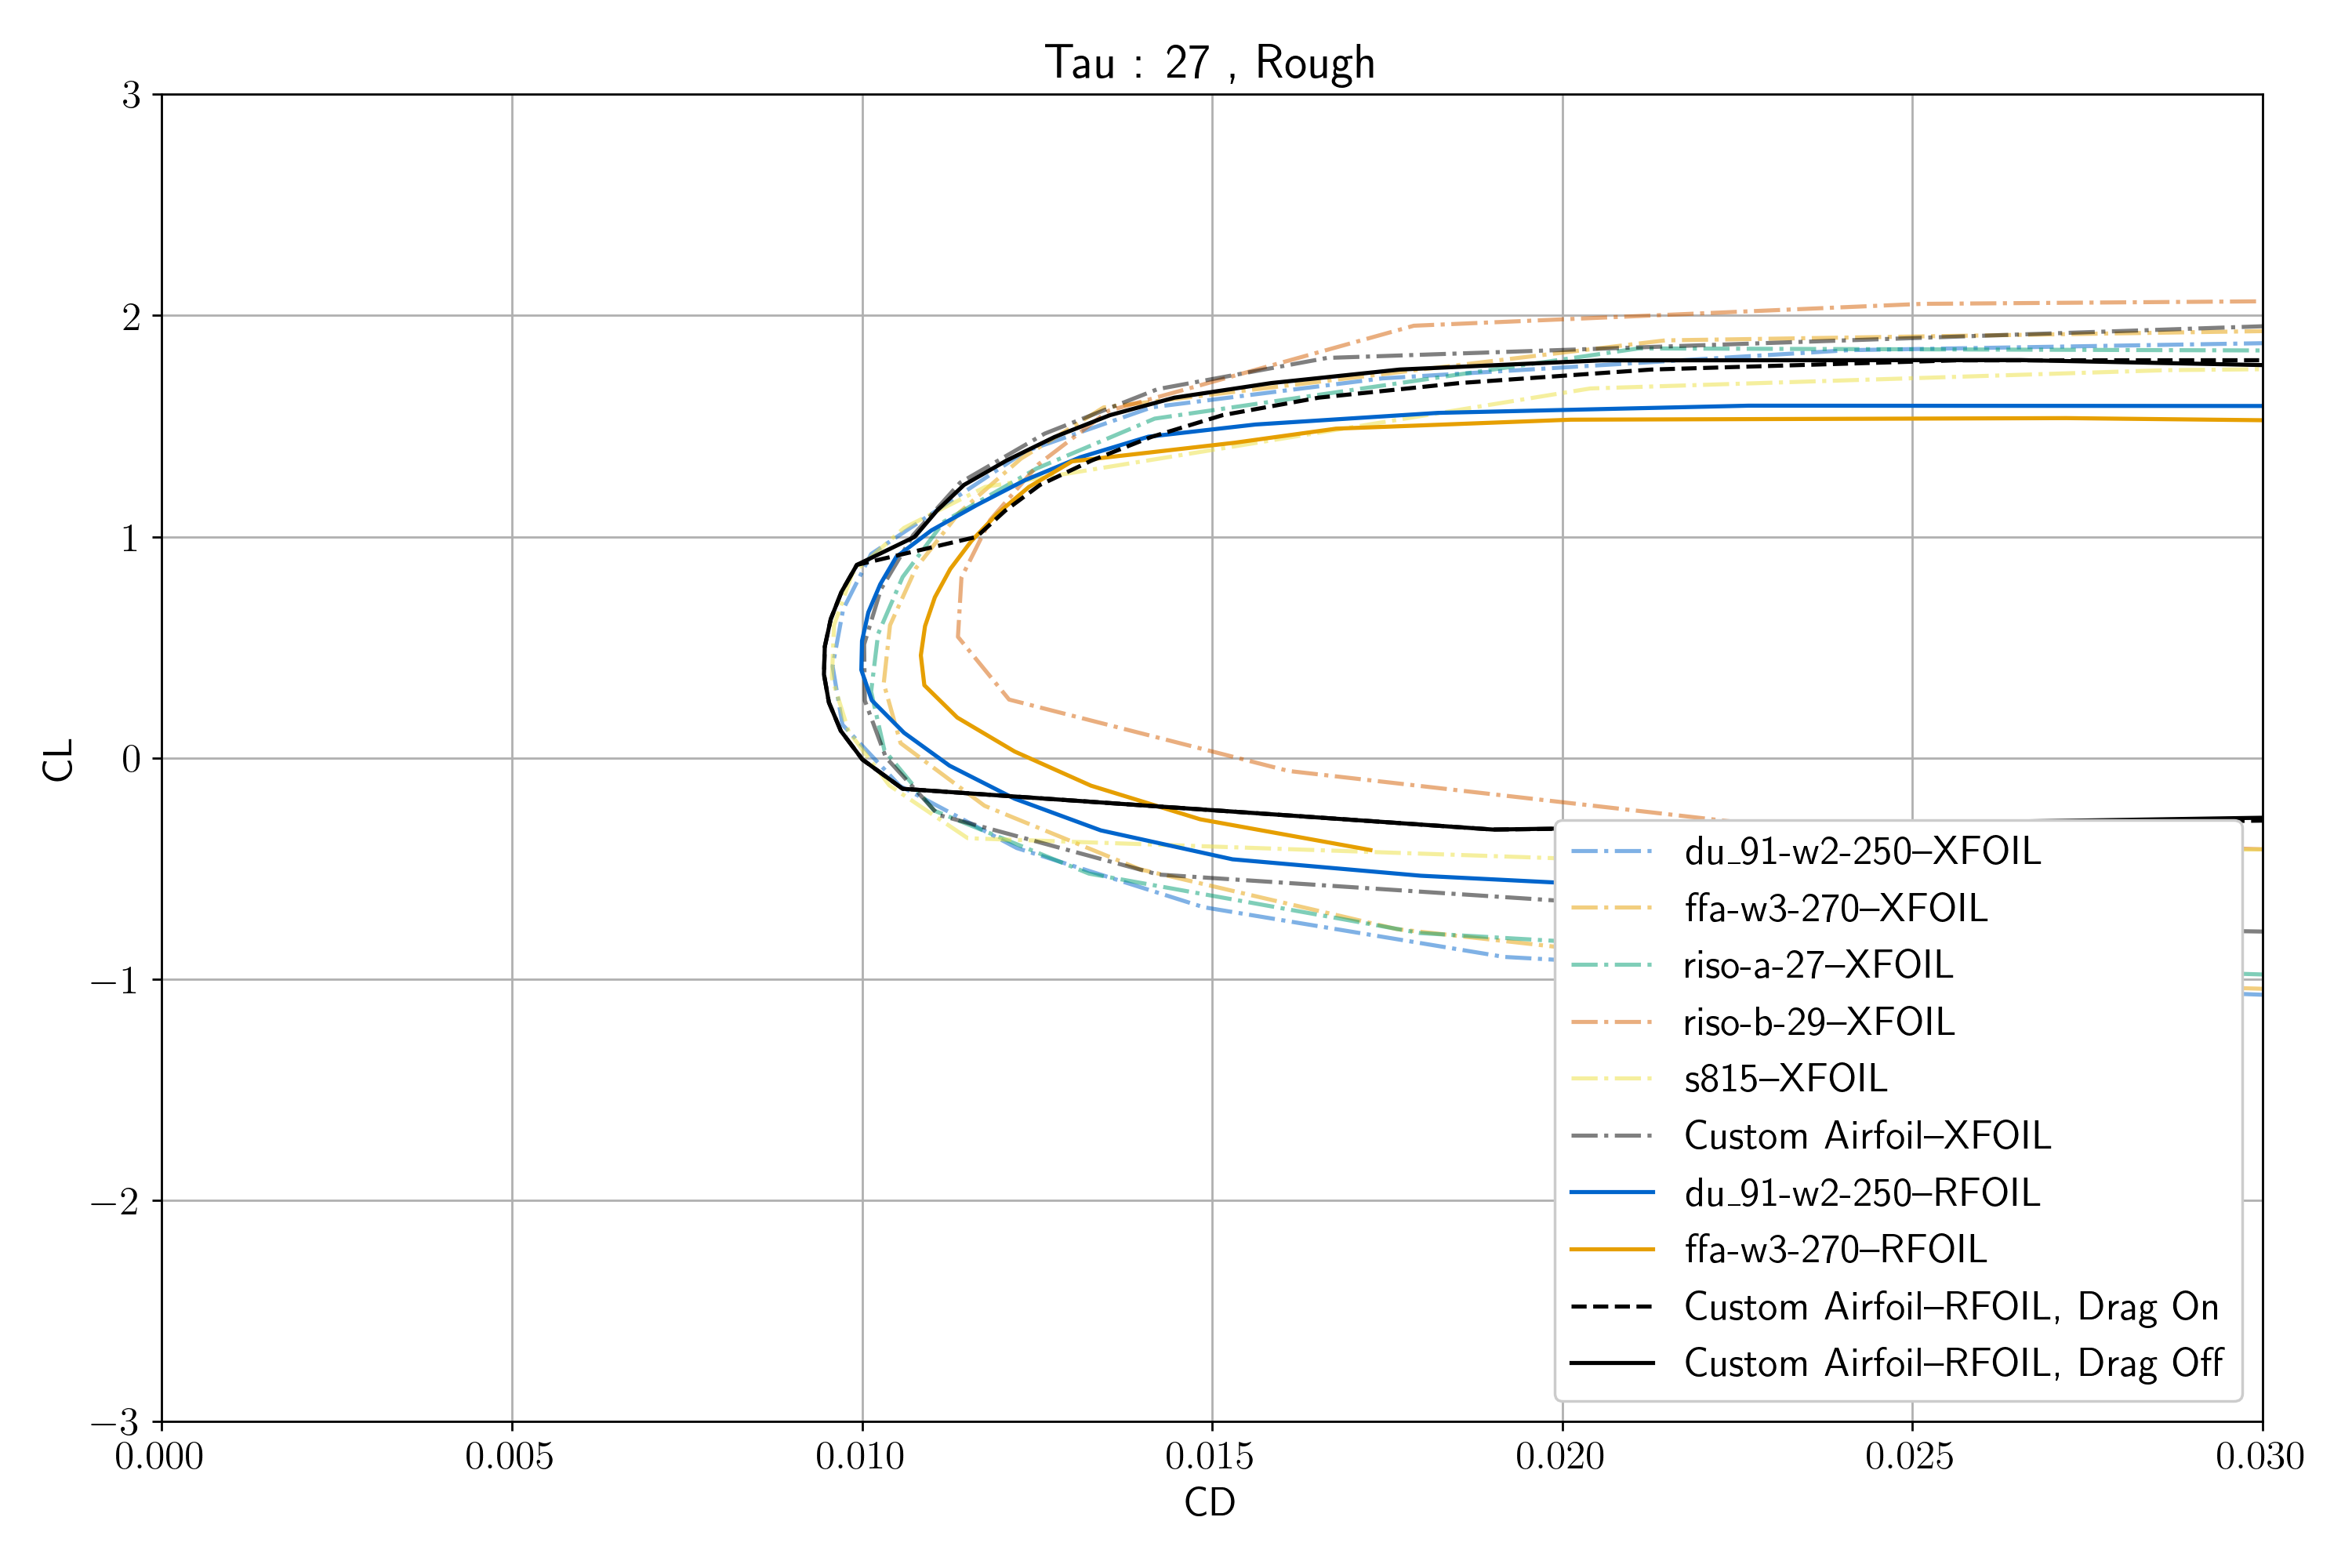 Tau : 27 , Rough
3
2
1
0
−1
−2
−3
CL
0.000 0.005 0.010 0.015 0.020 0.025 0.030
CD
du_91-w2-250–XFOIL
ffa-w3-270–XFOIL
riso-a-27–XFOIL
riso-b-29–XFOIL
s815–XFOIL
Custom Airfoil–XFOIL
du_91-w2-250–RFOIL
ffa-w3-270–RFOIL
Custom Airfoil–RFOIL, Drag On
Custom Airfoil–RFOIL, Drag Off